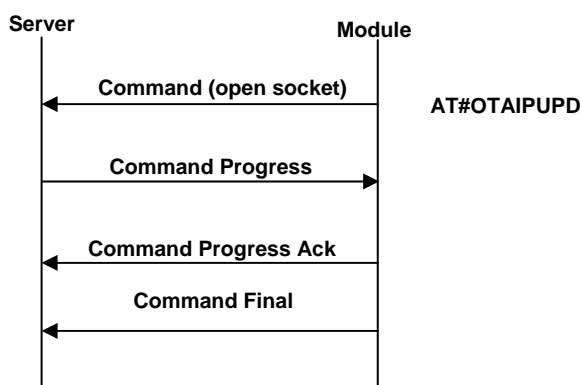 Server
Module
Command (open socket)
AT#OTAIPUPD
Command Progress
Command Progress Ack
Command Final